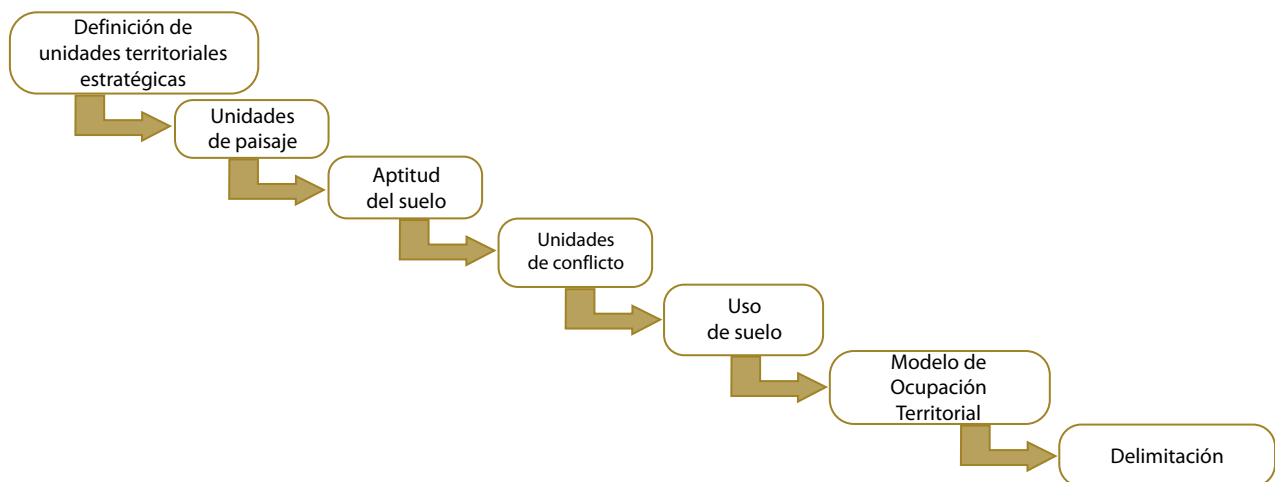 Definición de
unidades territoriales
estratégicas
Unidades
de paisaje
Aptitud
del suelo
Unidades
de conflicto
Uso
de suelo
Modelo de
Ocupación
Territorial
Delimitación